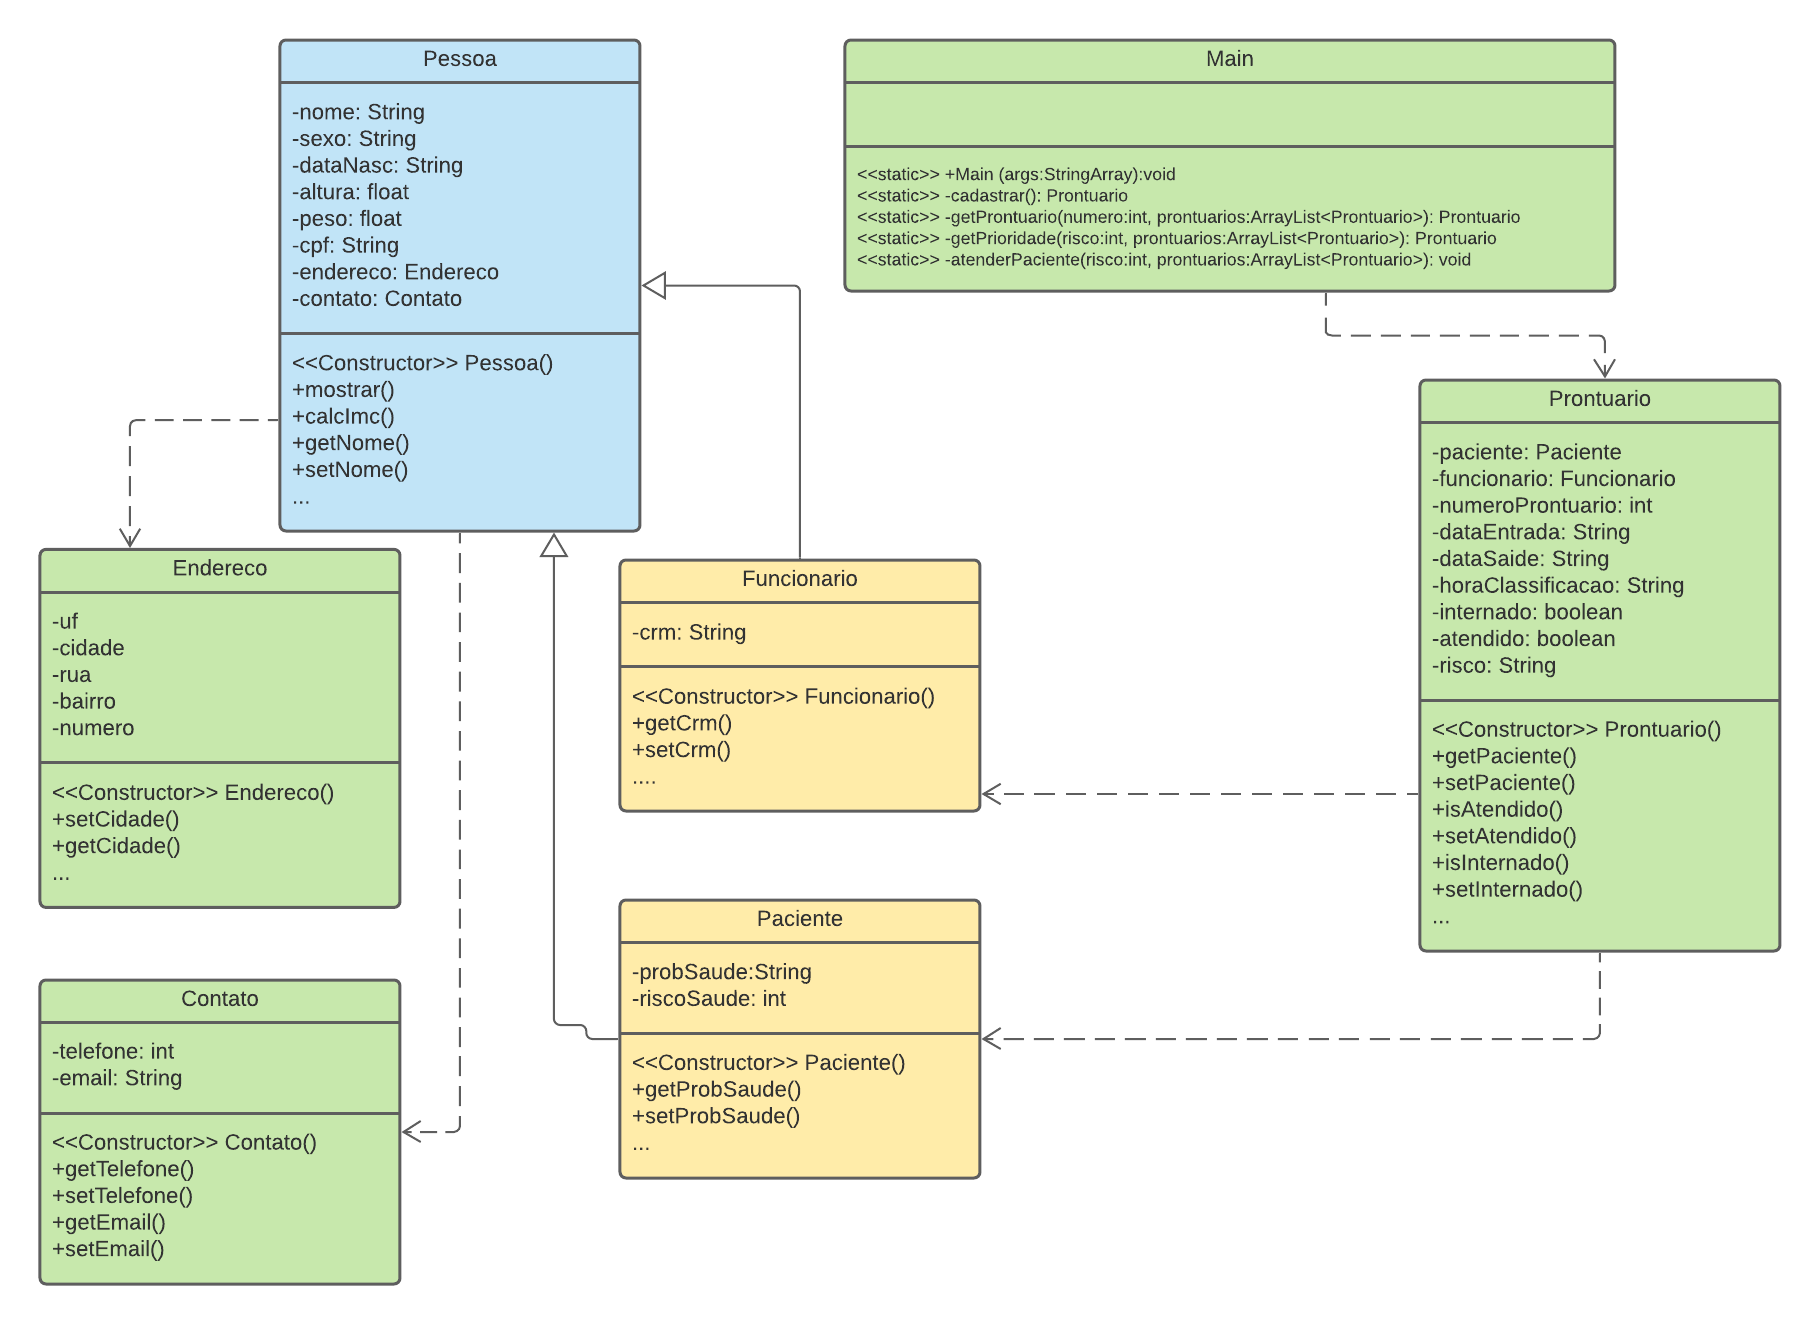 Pessoa
-nome: String
-sexo: String
-dataNasc: String
-altura: float
-peso: float
-cpf: String
-endereco: Endereco
-contato: Contato
<<Constructor>> Pessoa()
+mostrar()
+calcImc()
+getNome()
+setNome()
...
Main
<<static>> +Main (args:StringArray):void
<<static>> -cadastrar(): Prontuario
<<static>> -getProntuario(numero:int, prontuarios:ArrayList<Prontuario>): Prontuario
<<static>> -getPrioridade(risco:int, prontuarios:ArrayList<Prontuario>): Prontuario
<<static>> -atenderPaciente(risco:int, prontuarios:ArrayList<Prontuario>): void
Endereco
-uf
-cidade
-rua
-bairro
-numero
<<Constructor>> Endereco()
+setCidade()
+getCidade()
...
Funcionario
-crm: String
<<Constructor>> Funcionario()
+getCrm()
+setCrm()
....
Prontuario
-paciente: Paciente
-funcionario: Funcionario
-numeroProntuario: int
-dataEntrada: String
-dataSaide: String
-horaClassificacao: String
-internado: boolean
-atendido: boolean
-risco: String
<<Constructor>> Prontuario()
+getPaciente()
+setPaciente()
+isAtendido()
+setAtendido()
+isInternado()
+setInternado()
...
Contato
-telefone: int
-email: String
<<Constructor>> Contato()
+getTelefone()
+setTelefone()
+getEmail()
+setEmail()
Paciente
-probSaude:String
-riscoSaude: int
<<Constructor>> Paciente()
+getProbSaude()
+setProbSaude()
...